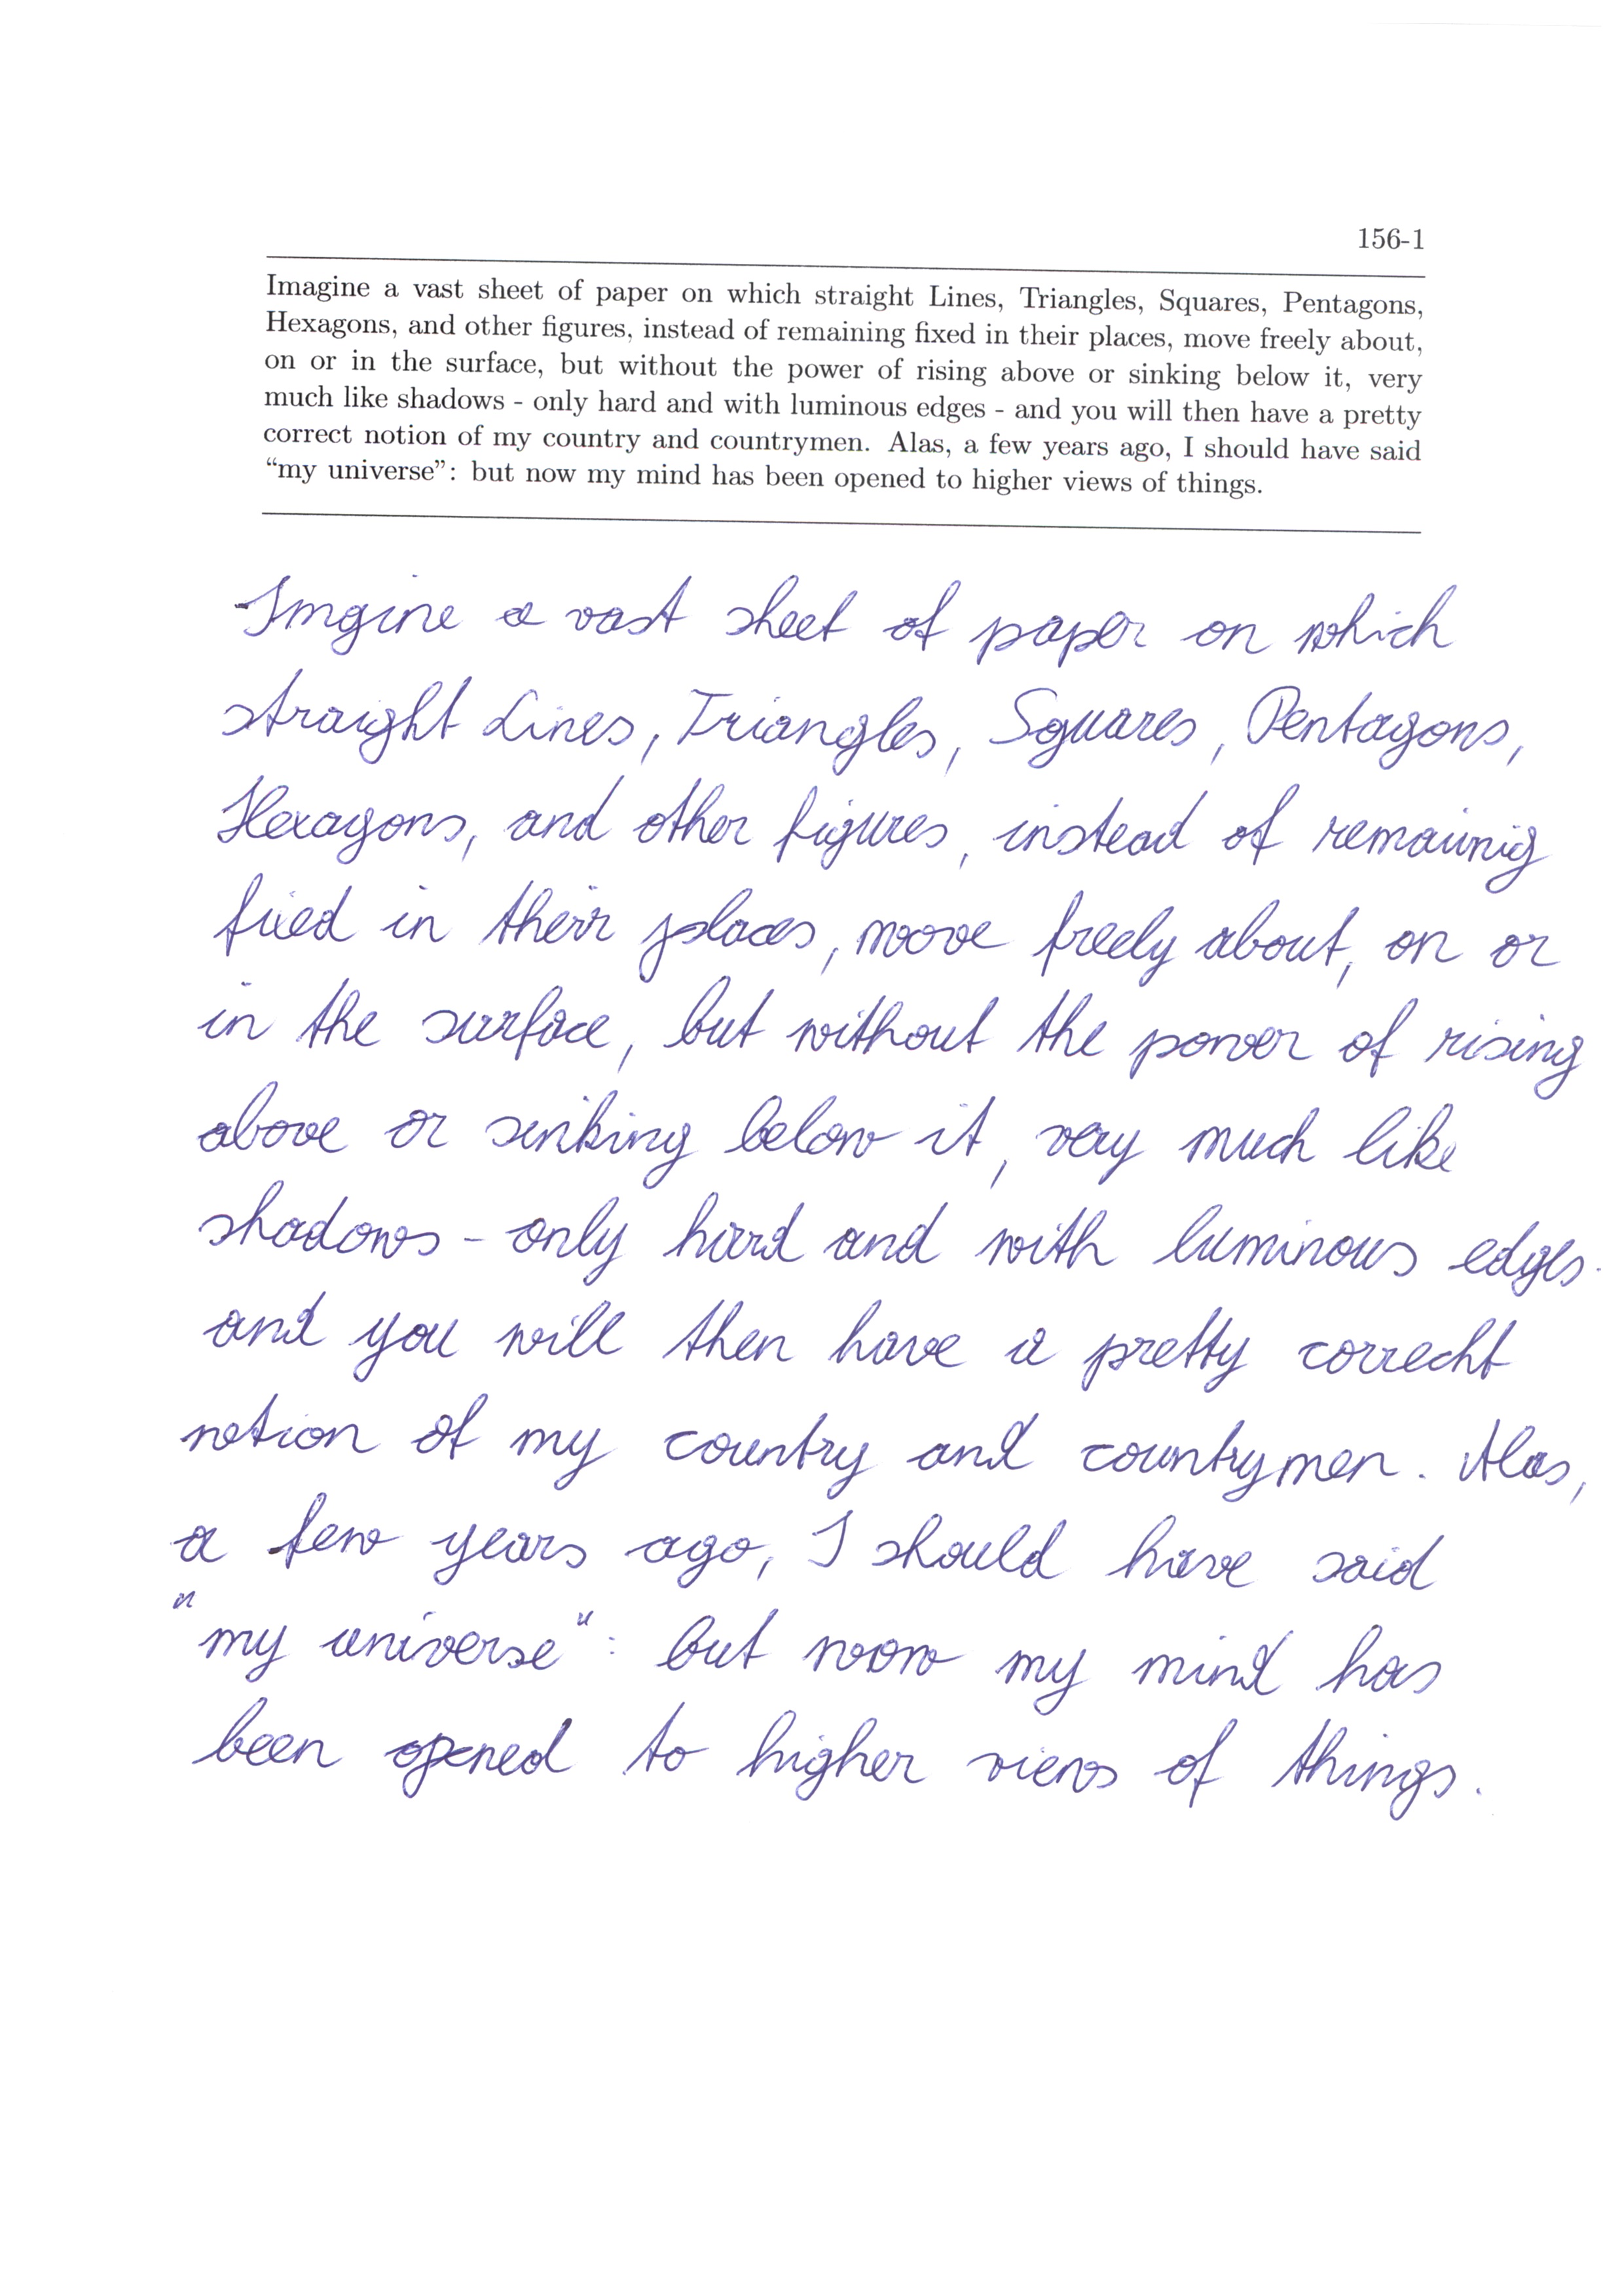 156-1
Imagine a vast sheet of paper on which straight Lines, Triangles, Squares, Pentagons,
Hexagons, and other figures, instead of remaining fixed in their places, move freely about,
on or in the surface, but without the power of rising above or sinking below it, very
much like shadows - only hard and with luminous edges - and you will then have a pretty
correct notion of my country and countrymen. Alas, a few years ago, I should have said
“my universe”: but now my mind has been opened to higher views of things.
Imgine a vast sheet of paper on which
straight Lines, Triangles, Squares, Pentagons,
Hexagons, and other figures, instead of remainig
fixed in their places, moove freely about, on or
in the surface, but without the power of rising
above or sinking below it, very much like
shadows - only hard and with luminous edges -
and you will then have a pretty correcht
notion of my country and countrymen. Alas,
a few years ago, I should have said
"my universe": but now my mind has
been opened to higher views of things.